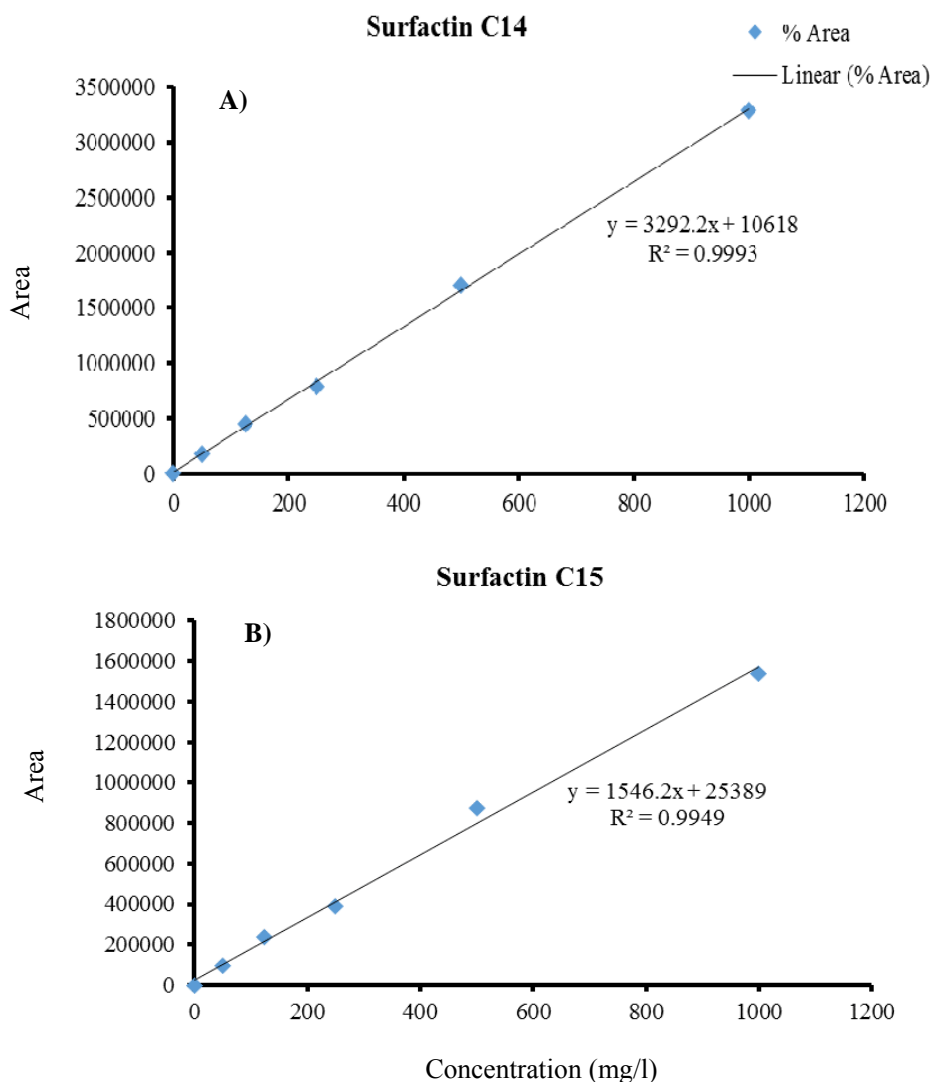 Surfactin C14
% Area
Linear (% Area)
A)
3500000
3000000
2500000
2000000
1500000
1000000
500000
0
Area
y = 3292.2x + 10618
R² = 0.9993
0 200 400 600 800 1000 1200
Surfactin C15
B)
1800000
1600000
1400000
1200000
1000000
800000
600000
400000
200000
0
Area
y = 1546.2x + 25389
R² = 0.9949
0 200 400 600 800 1000 1200
Concentration (mg/l)